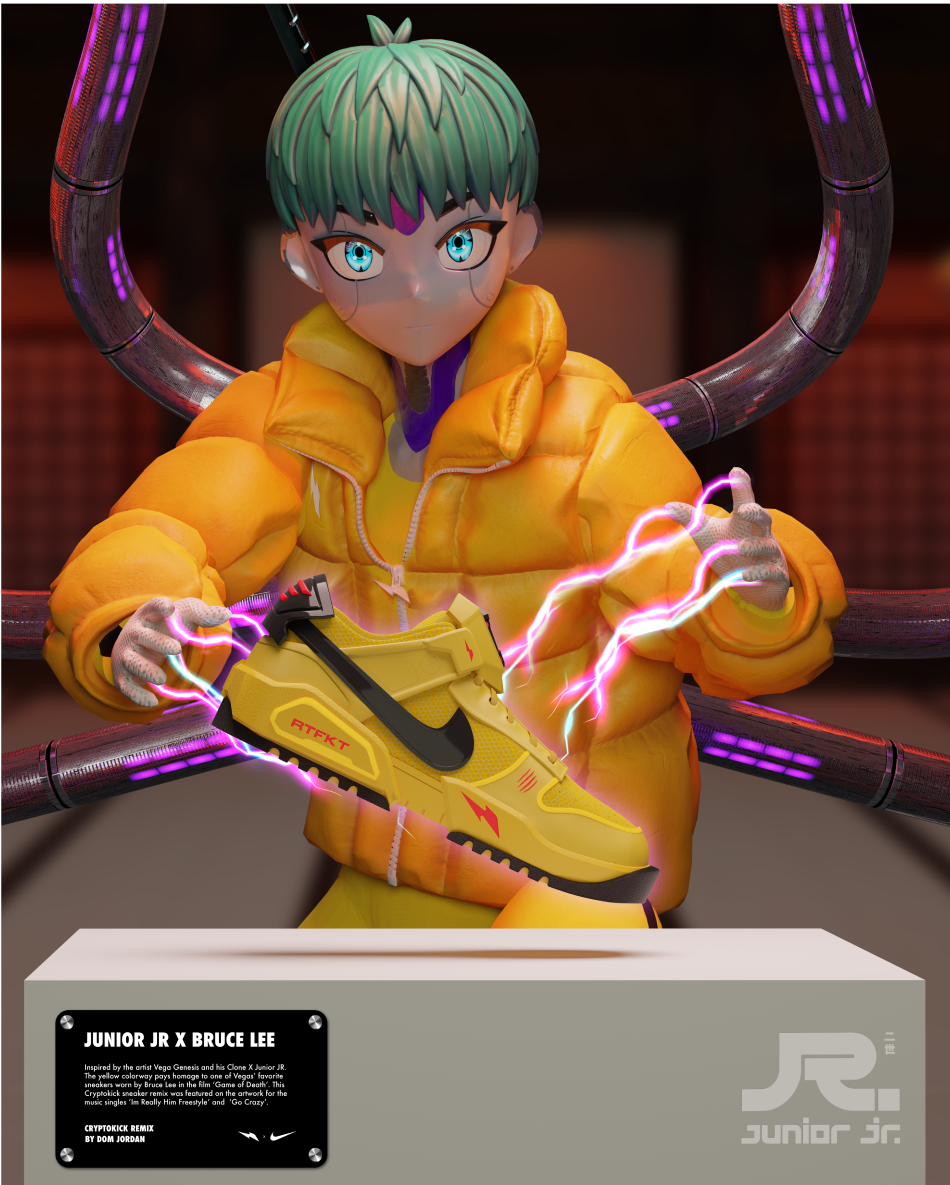 RTFKT
JUNIOR JR X BRUCE LEE
Inspired by the artist Vega Genesis and his Clone X Junior JR.
The yellow colorway pays homage to one of Vegas' favorite
sneakers worn by Bruce Lee in the film 'Game of Death'. This
Cryptokick sneaker remix was featured on the artwork for the
music singles 'Im Really Him Freestyle' and 'Go Crazy'.
CRYPTOKICK REMIX
BY DOM JORDAN
JR.
二世
junior jr.